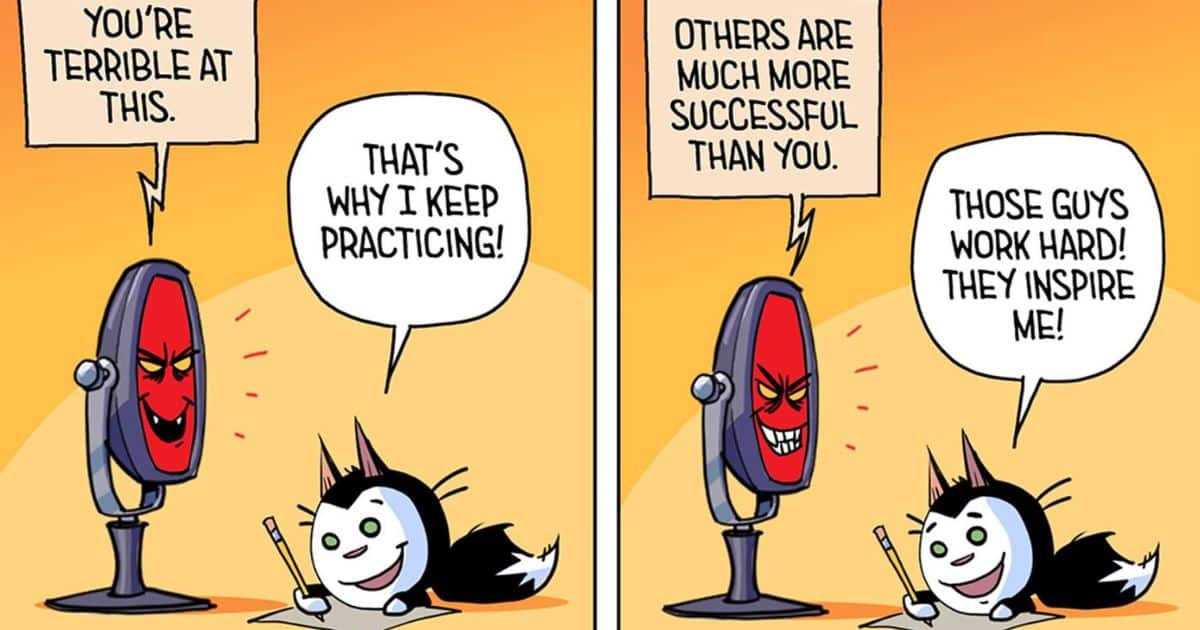 YOU'RE
TERRIBLE AT
THIS.
THAT'S
WHY I KEEP
PRACTICING!
OTHERS ARE
MUCH MORE
SUCCESSFUL
THAN YOU.
THOSE GUYS
WORK HARD!
THEY INSPIRE
ME!